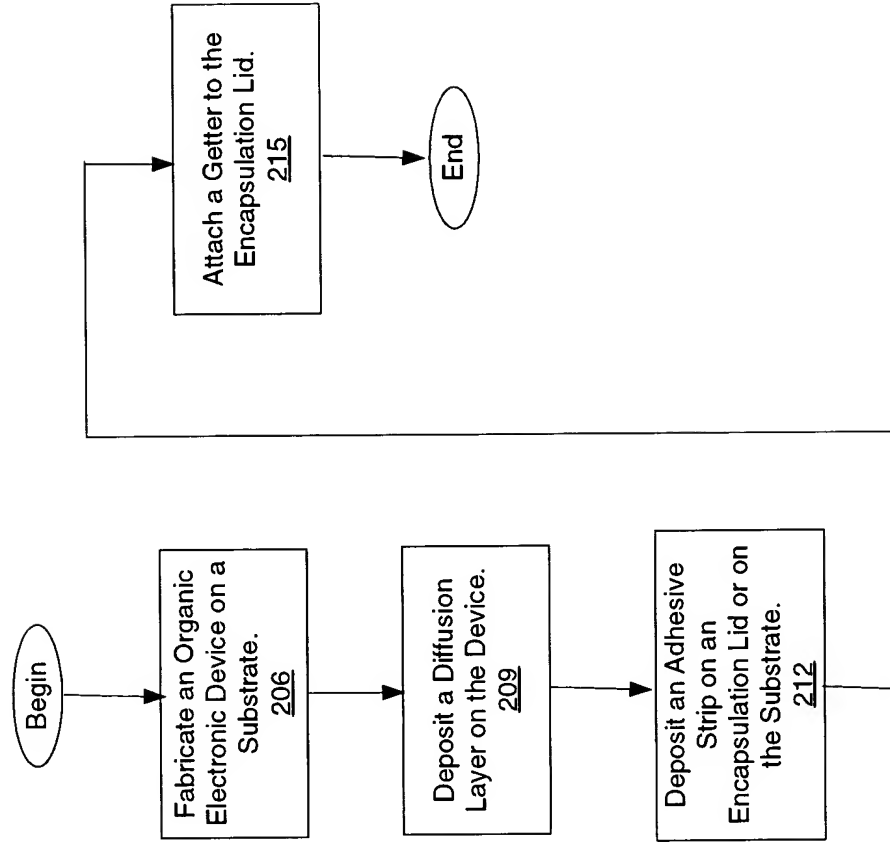 Begin
Fabricate an Organic
Electronic Device on a
Substrate.
206
Deposit a Diffusion
Layer on the Device.
209
Deposit an Adhesive
Strip on an
Encapsulation Lid or on
the Substrate.
212
Attach a Getter to the
Encapsulation Lid.
215
End